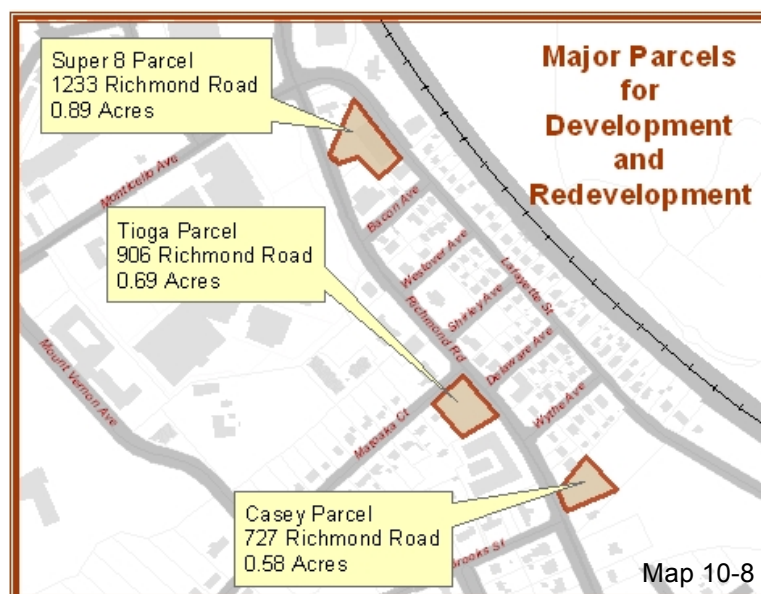 Super 8 Parcel
1233 Richmond Road
0.89 Acres
Major Parcels
for
Development
and
Redevelopment
Monticello Ave
Bacon Ave
Tioga Parcel
906 Richmond Road
0.69 Acres
Westover Ave
Lafayette St
Shirley Ave
Richmond Rd
Delaware Ave
Mount Vernon Ave
Wythe Ave
Matoaka Ct
Casey Parcel
727 Richmond Road
0.58 Acres
St
Map 10-8